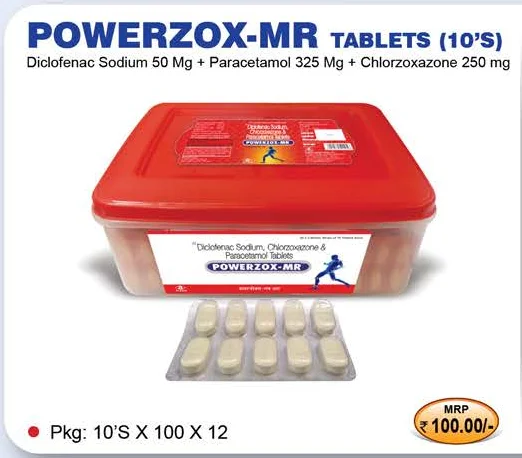 POWERZOX-MR TABLETS (10'S)
Diclofenac Sodium 50 Mg + Paracetamol 325 Mg + Chlorzoxazone 250 mg
Diclofenac Sodium,
Chlorzoxazone &
Paracetamol Tablets
POWERZOX-MR
Diclofenac Sodium, Chlorzoxazone &
Paracetamol Tablets
POWERZOX-MR
MRP
₹ 100.00/-
Pkg: 10'S X 100 X 12